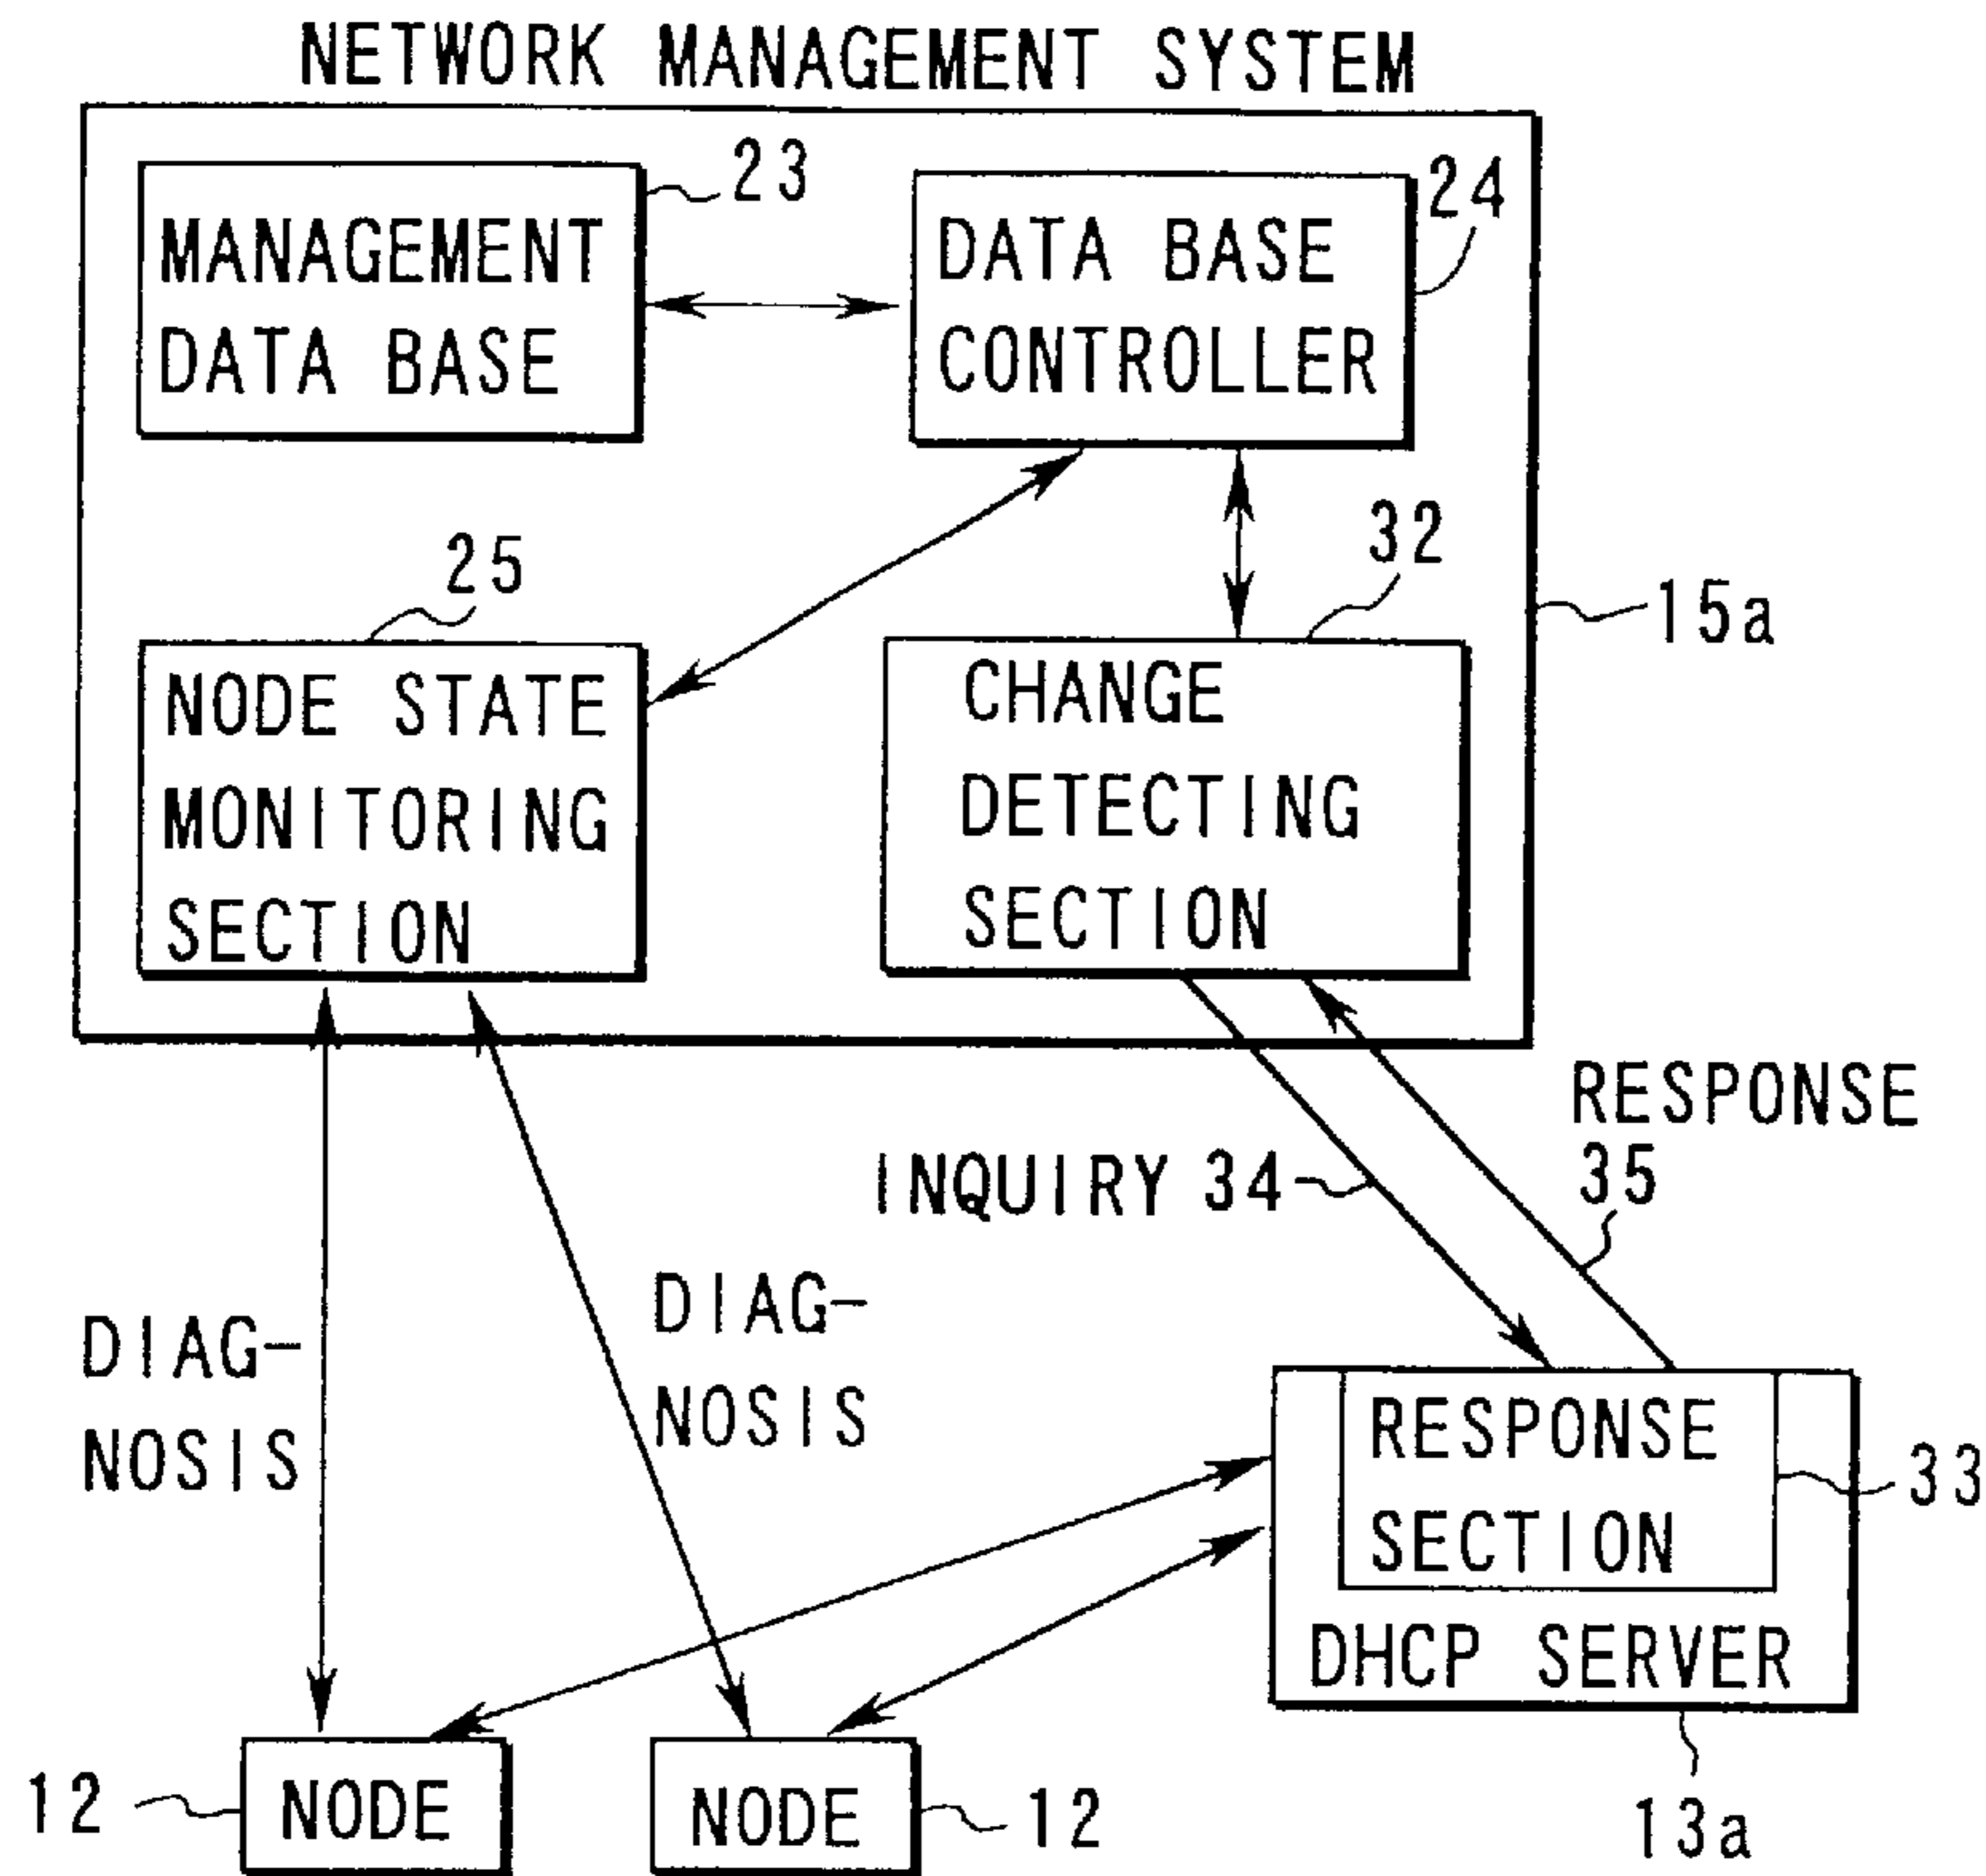 NETWORK MANAGEMENT SYSTEM
23
24
MANAGEMENT
DATA BASE
DATA BASE
CONTROLLER
25
32
15a
NODE STATE
MONITORING
SECTION
CHANGE
DETECTING
SECTION
RESPONSE
35
INQUIRY 34
DIAG-
NOSIS
DIAG-
NOSIS
RESPONSE
SECTION
33
DHCP SERVER
12
NODE
NODE
12
13a